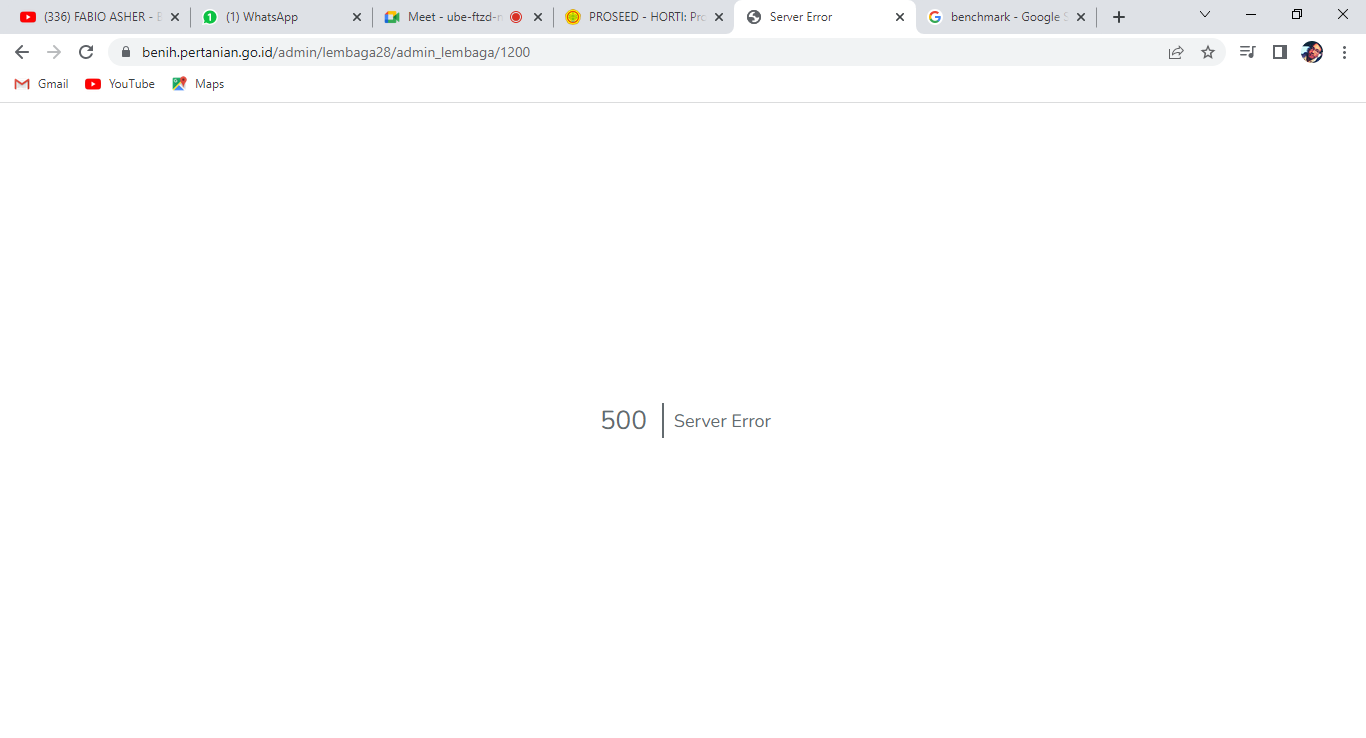 (336) FABIO ASHER -
(1) WhatsApp
Meet - ube-ftzd-
PROSEED - HORTI:
Server Error
benchmark - Google
benih.pertanian.go.id/admin/lembaga28/admin_lembaga/1200
Gmail
YouTube
Maps
500
Server Error